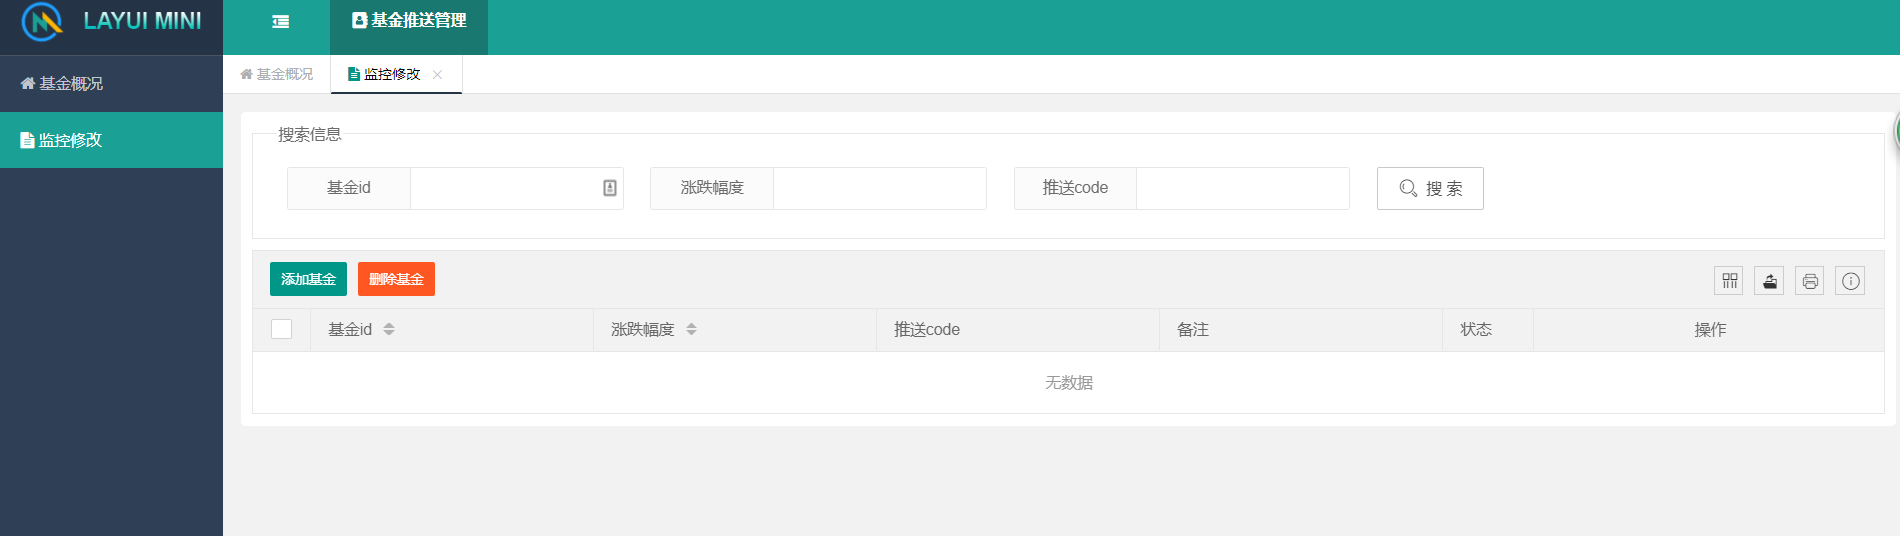 LAYUI MINI
基金推送管理
基金概况
监控修改
基金概况
监控修改
搜索信息
基金id
涨跌幅度
推送code
搜 索
添加基金 删除基金
基金id 涨跌幅度 推送code 备注 状态 操作
无数据